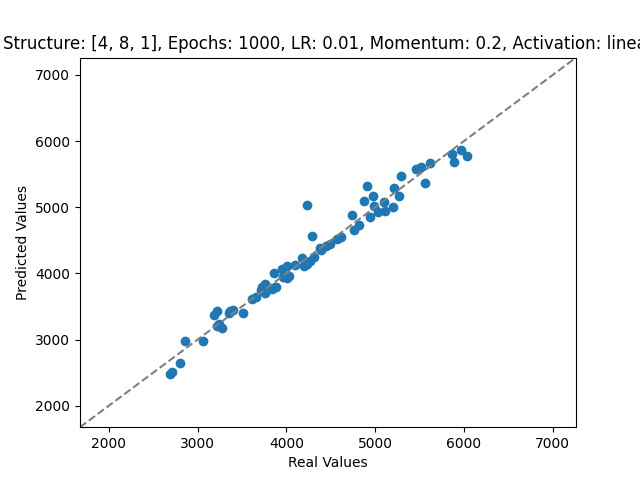 Structure: [4, 8, 1], Epochs: 1000, LR: 0.01, Momentum: 0.2, Activation: linea
7000
6000
5000
4000
3000
2000
Predicted Values
2000 3000 4000 5000 6000 7000
Real Values